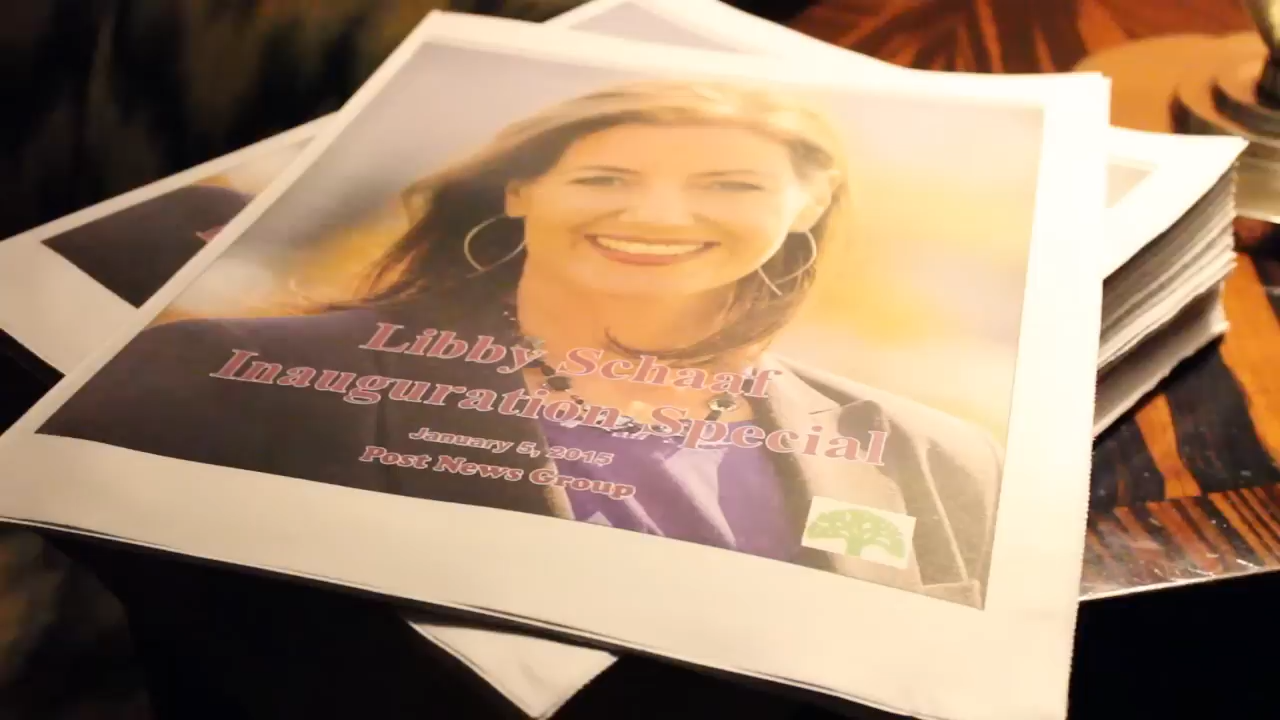 Libby Schaaf
Inauguration Special
January 5, 2015
Post News Group